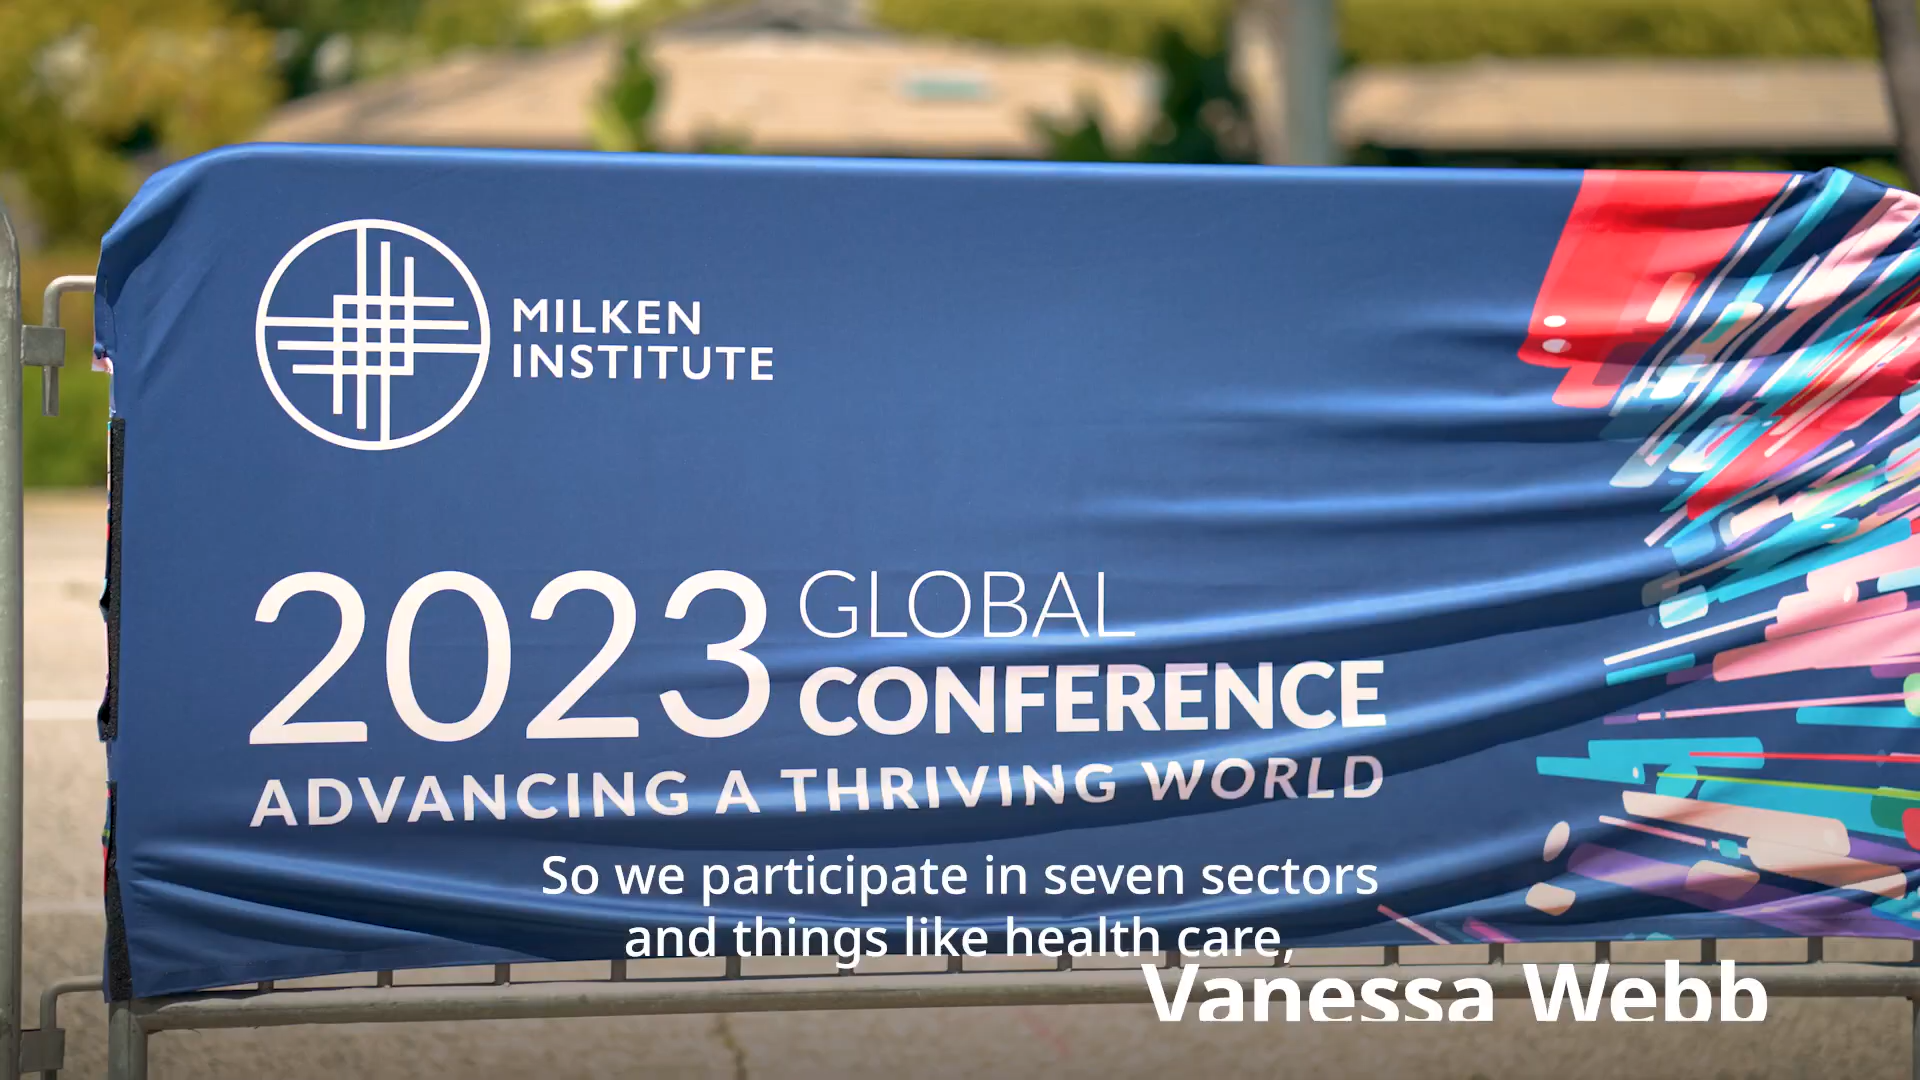 MILKEN
INSTITUTE
2023 GLOBAL
CONFERENCE
ADVANCING A THRIVING WORLD
So we participate in seven sectors
and things like health care,
Vanessa Webb